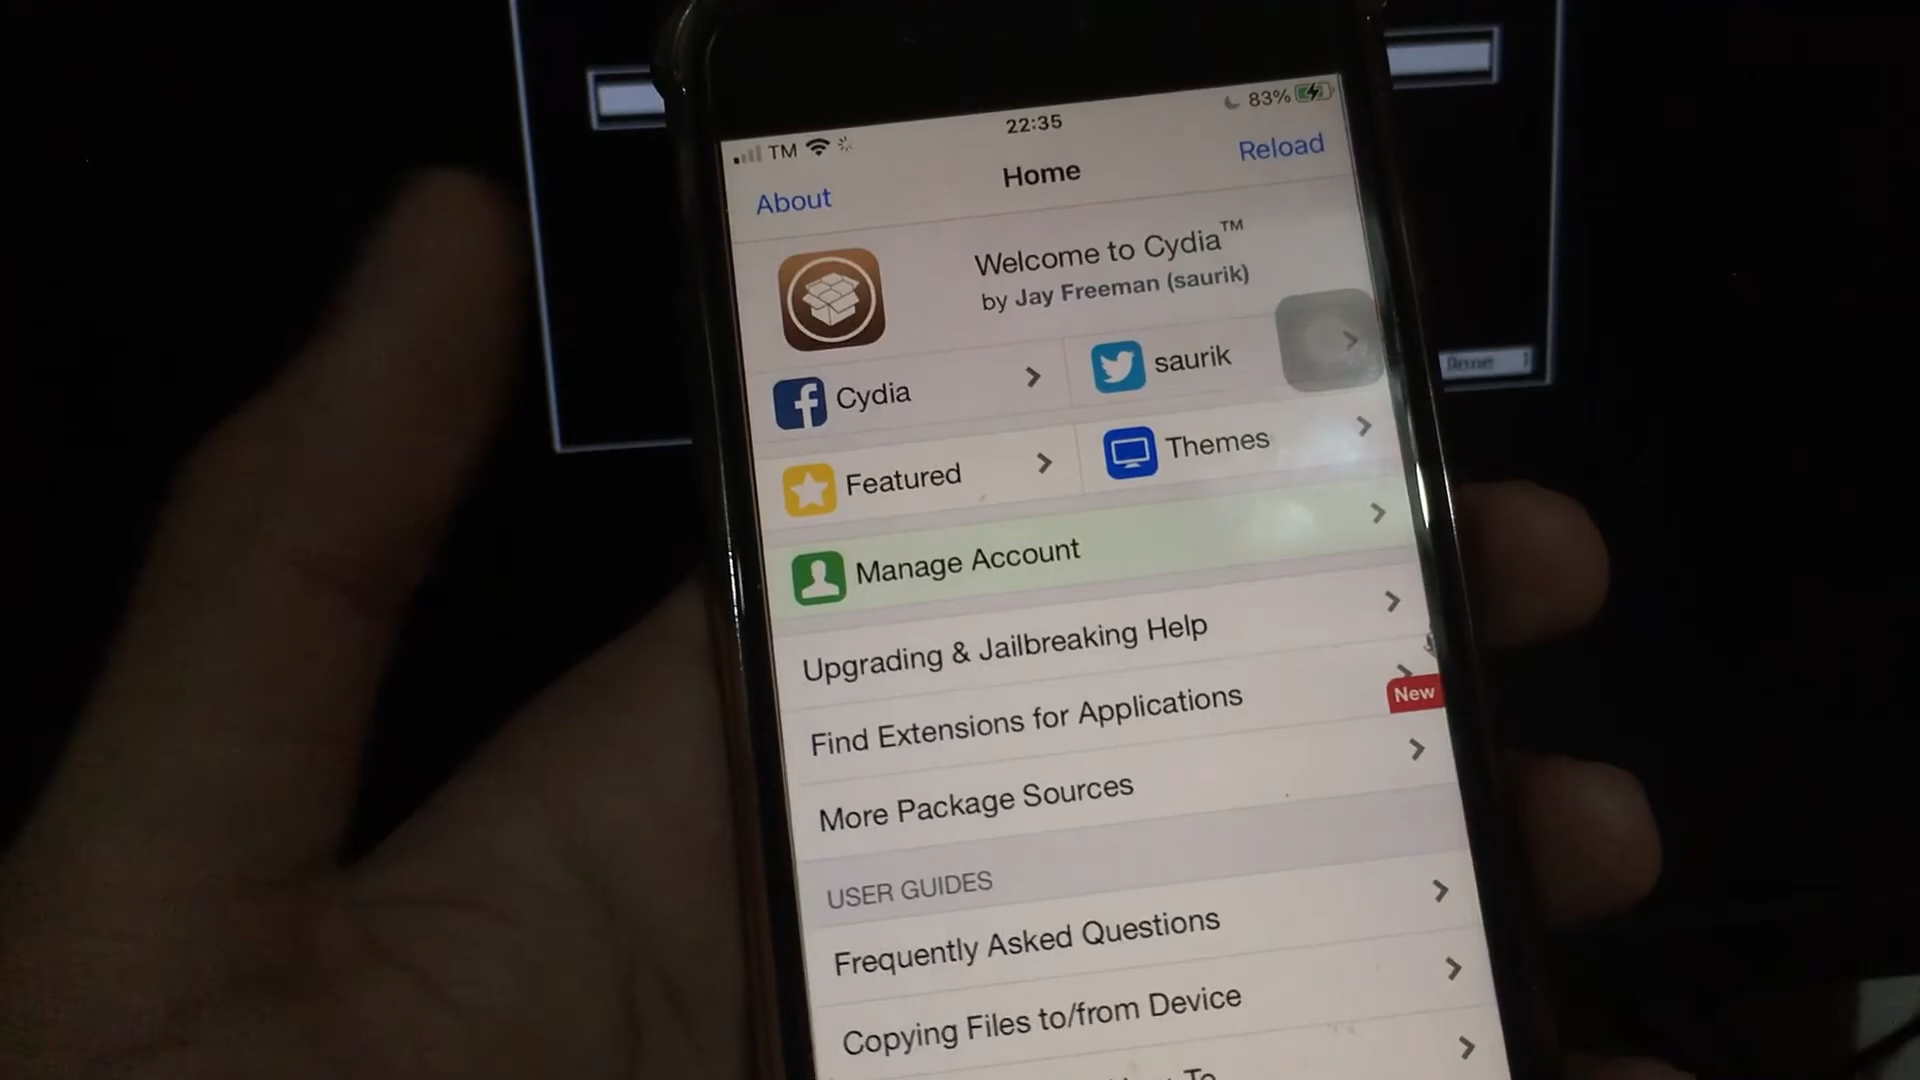 TM
22:35
83%
About
Home
Reload
Welcome to Cydia™
by Jay Freeman (saurik)
Cydia
saurik
Featured
Themes
Manage Account
Upgrading & Jailbreaking Help
Find Extensions for Applications
New
More Package Sources
USER GUIDES
Frequently Asked Questions
Copying Files to/from Device
To
Done